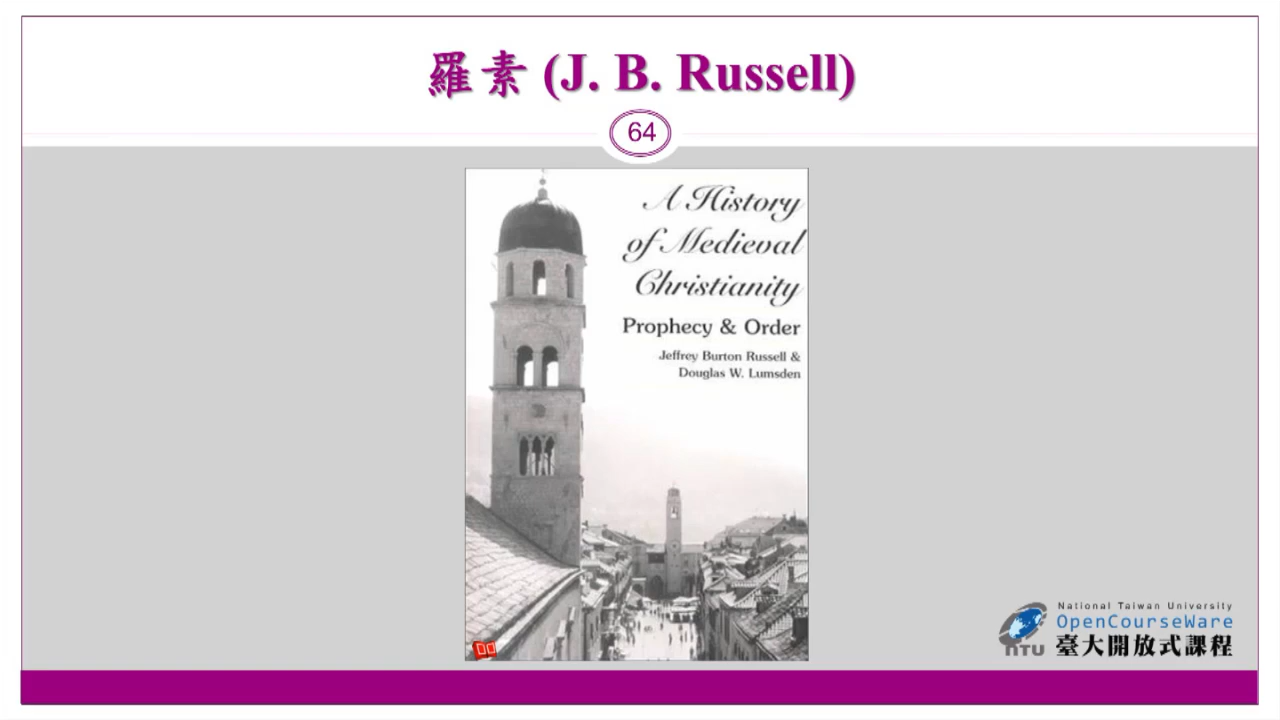 羅素 (J. B. Russell)
64
A History
of Medieval
Christianity
Prophecy & Order
Jeffrey Burton Russell &
Douglas W. Lumsden
National Taiwan University
OpenCourseWare
NTU 臺大開放式課程